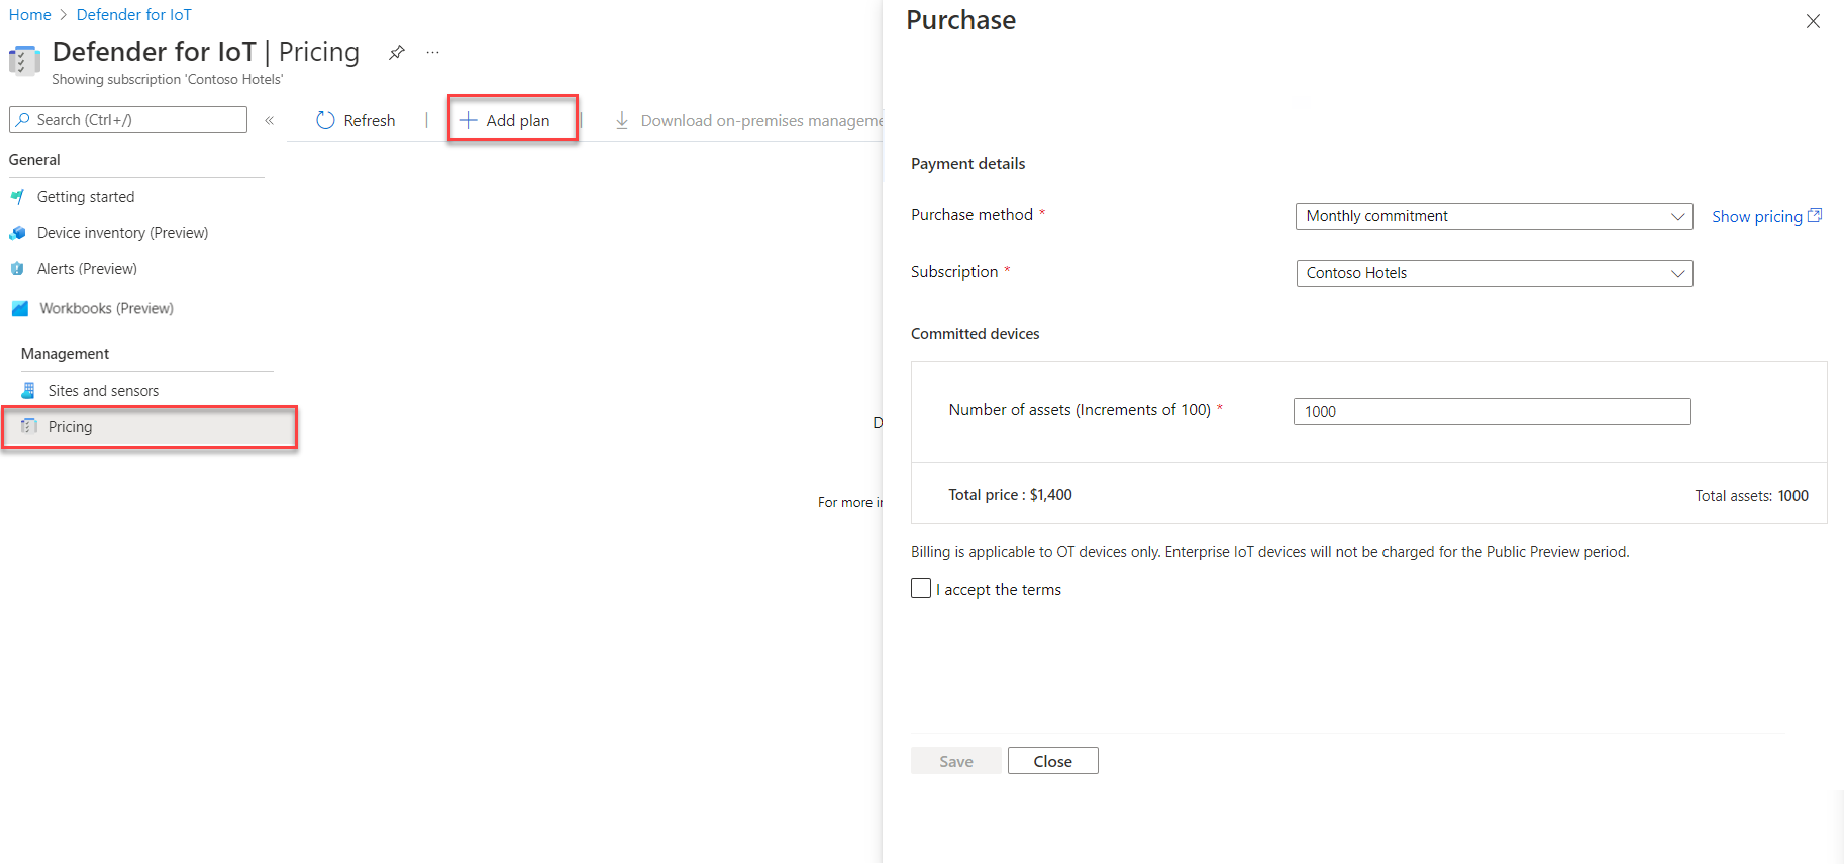 Home > Defender for IoT
Defender for IoT | Pricing ...
Showing subscription 'Contoso Hotels'
Search (Ctrl+/) «
Refresh | + Add plan | Download on-premises manageme
General
Getting started
Device inventory (Preview)
Alerts (Preview)
Workbooks (Preview)
Management
Sites and sensors
Pricing
D
For more in
Purchase
Payment details
Purchase method * Monthly commitment Show pricing
Subscription * Contoso Hotels
Committed devices
Number of assets (Increments of 100) * 1000
Total price : $1,400 Total assets: 1000
Billing is applicable to OT devices only. Enterprise IoT devices will not be charged for the Public Preview period.
I accept the terms
Save Close